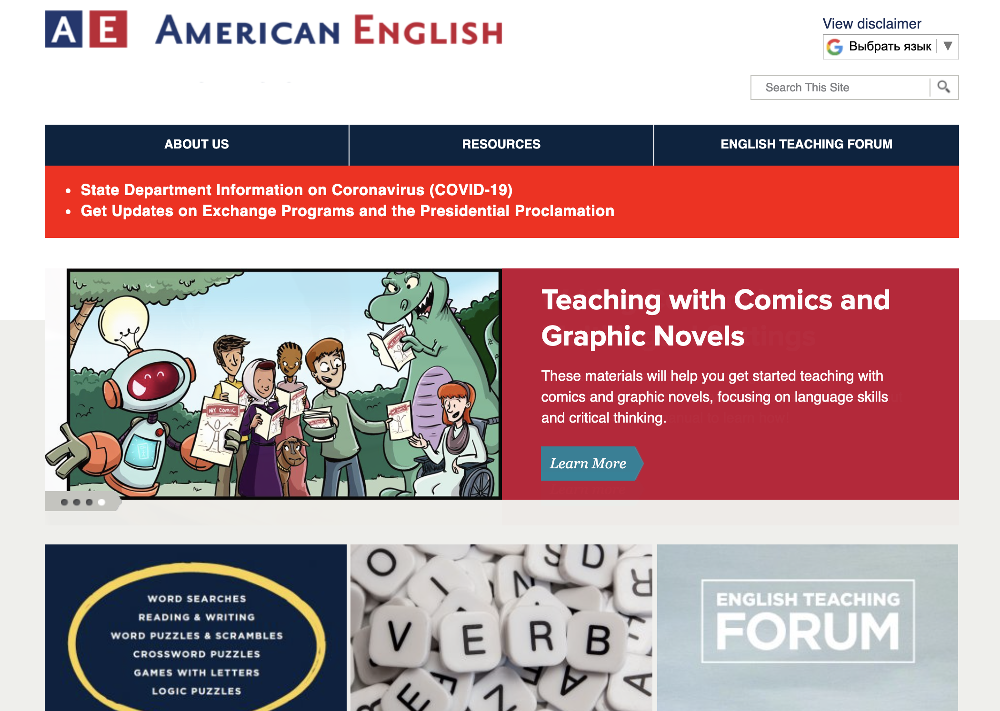 AE AMERICAN ENGLISH
View disclaimer
G Выбрать язык ▼
Search This Site
ABOUT US
RESOURCES
ENGLISH TEACHING FORUM
• State Department Information on Coronavirus (COVID-19)
• Get Updates on Exchange Programs and the Presidential Proclamation
Teaching with Comics and
Graphic Novels
These materials will help you get started teaching with
comics and graphic novels, focusing on language skills
and critical thinking.
Learn More
MY COMIC
WORD SEARCHES
READING & WRITING
WORD PUZZLES & SCRAMBLES
CROSSWORD PUZZLES
GAMES WITH LETTERS
LOGIC PUZZLES
VERB
ENGLISH TEACHING
FORUM